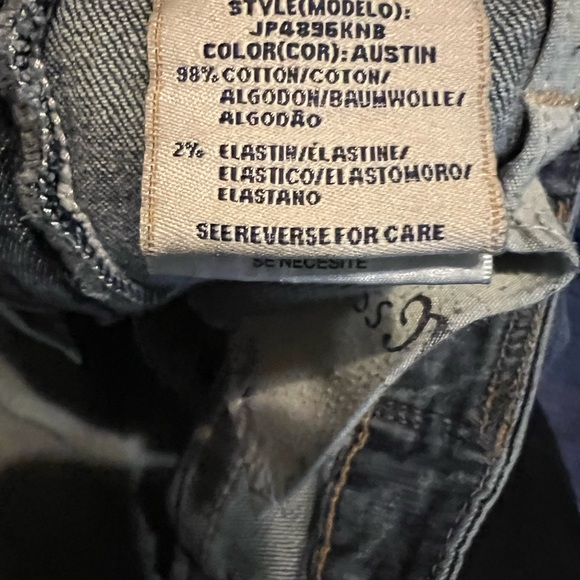 STYLE(MODELO):
JP4896KNB
COLOR(COR):AUSTIN
98% COTTON/COTON/
ALGODON/BAUMWOLLE/
ALGODÃO
2% ELASTIN/ÉLASTINE/
ELASTICO/ELASTOMORO/
ELASTANO
SEE REVERSE FOR CARE
SE NECESITE